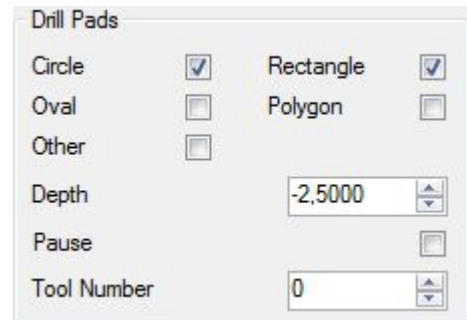 Drill Pads
Circle Rectangle
Oval Polygon
Other
Depth -2,5000
Pause
Tool Number 0